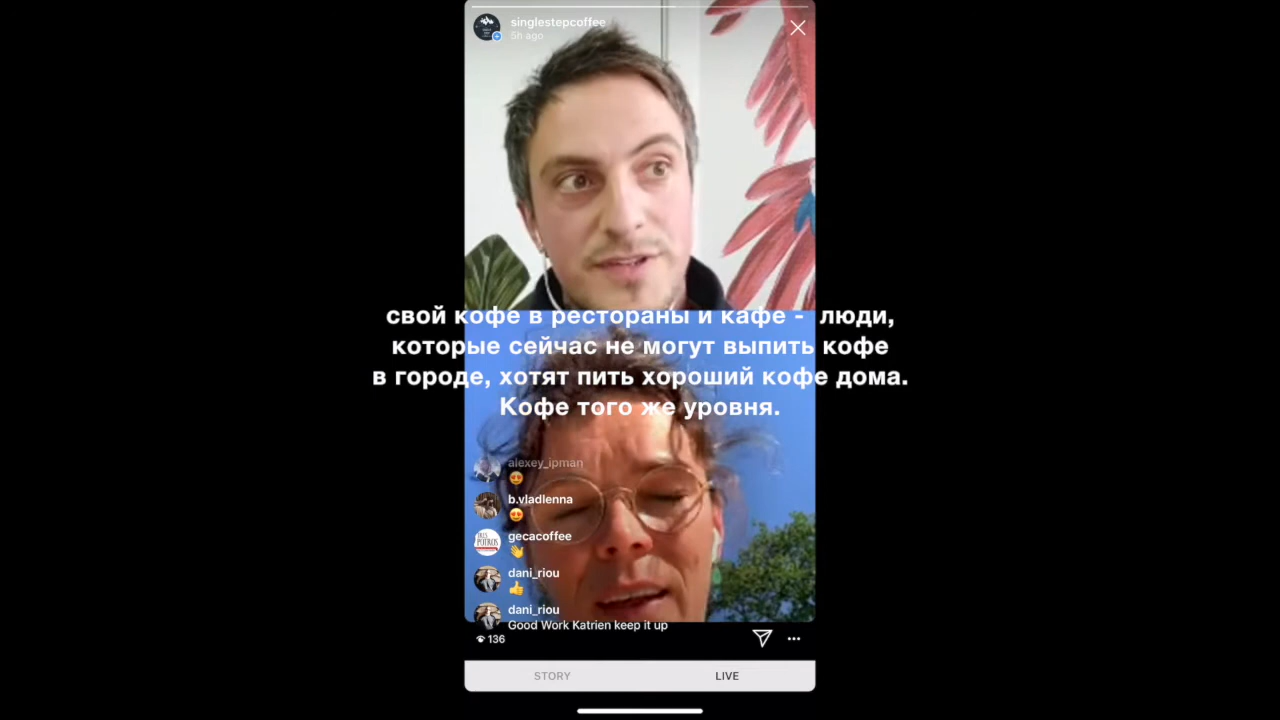 singlestepcoffee
5h ago
свой кофе в рестораны и кафе - люди,
которые сейчас не могут выпить кофе
в городе, хотят пить хороший кофе дома.
Кофе того же уровня.
alexey_ipman
😍
b.vladlenna
😍
gecacoffee
👋
dani_riou
👍
dani_riou
Good Work Katrien keep it up
136
STORY LIVE